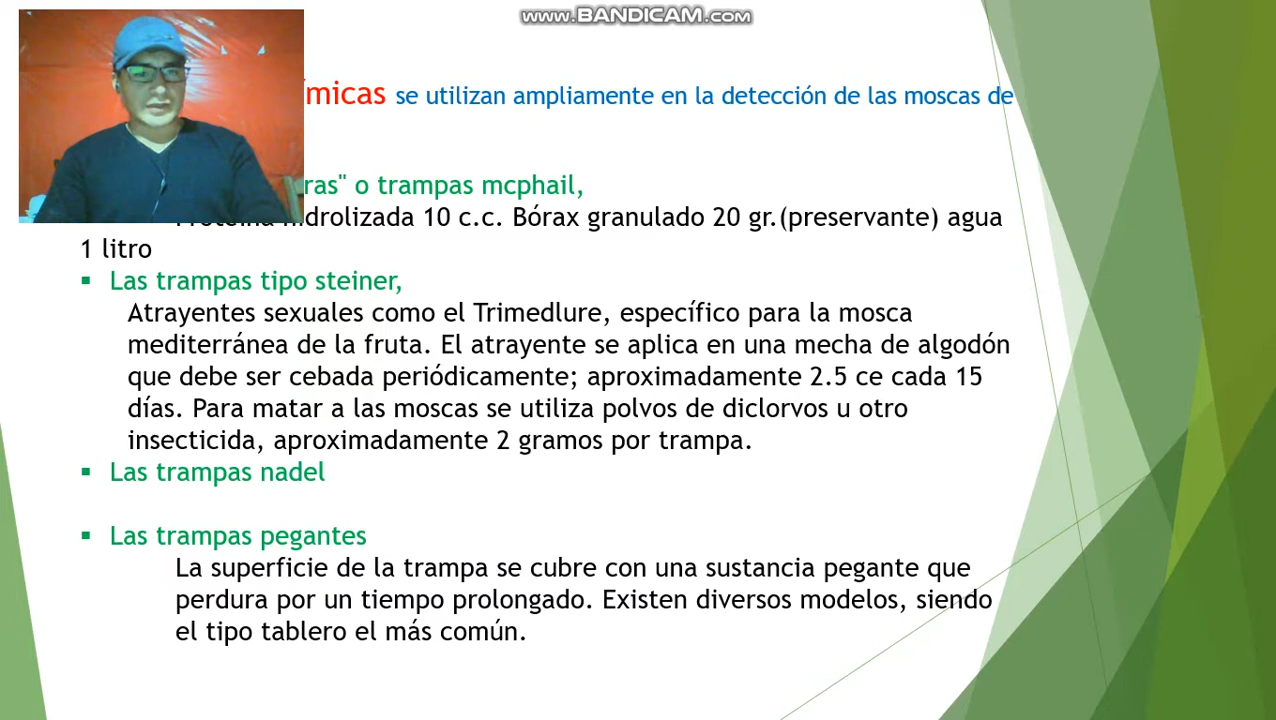 www.BANDICAM.com
se utilizan ampliamente en la detección de las moscas de
o trampas mcphail,
hidrolizada 10 c.c. Bórax granulado 20 gr.(preservante) agua
1 litro
▪ Las trampas tipo steiner,
Atrayentes sexuales como el Trimedlure, específico para la mosca
mediterránea de la fruta. El atrayente se aplica en una mecha de algodón
que debe ser cebada periódicamente; aproximadamente 2.5 ce cada 15
días. Para matar a las moscas se utiliza polvos de diclorvos u otro
insecticida, aproximadamente 2 gramos por trampa.
▪ Las trampas nadel
▪ Las trampas pegantes
La superficie de la trampa se cubre con una sustancia pegante que
perdura por un tiempo prolongado. Existen diversos modelos, siendo
el tipo tablero el más común.